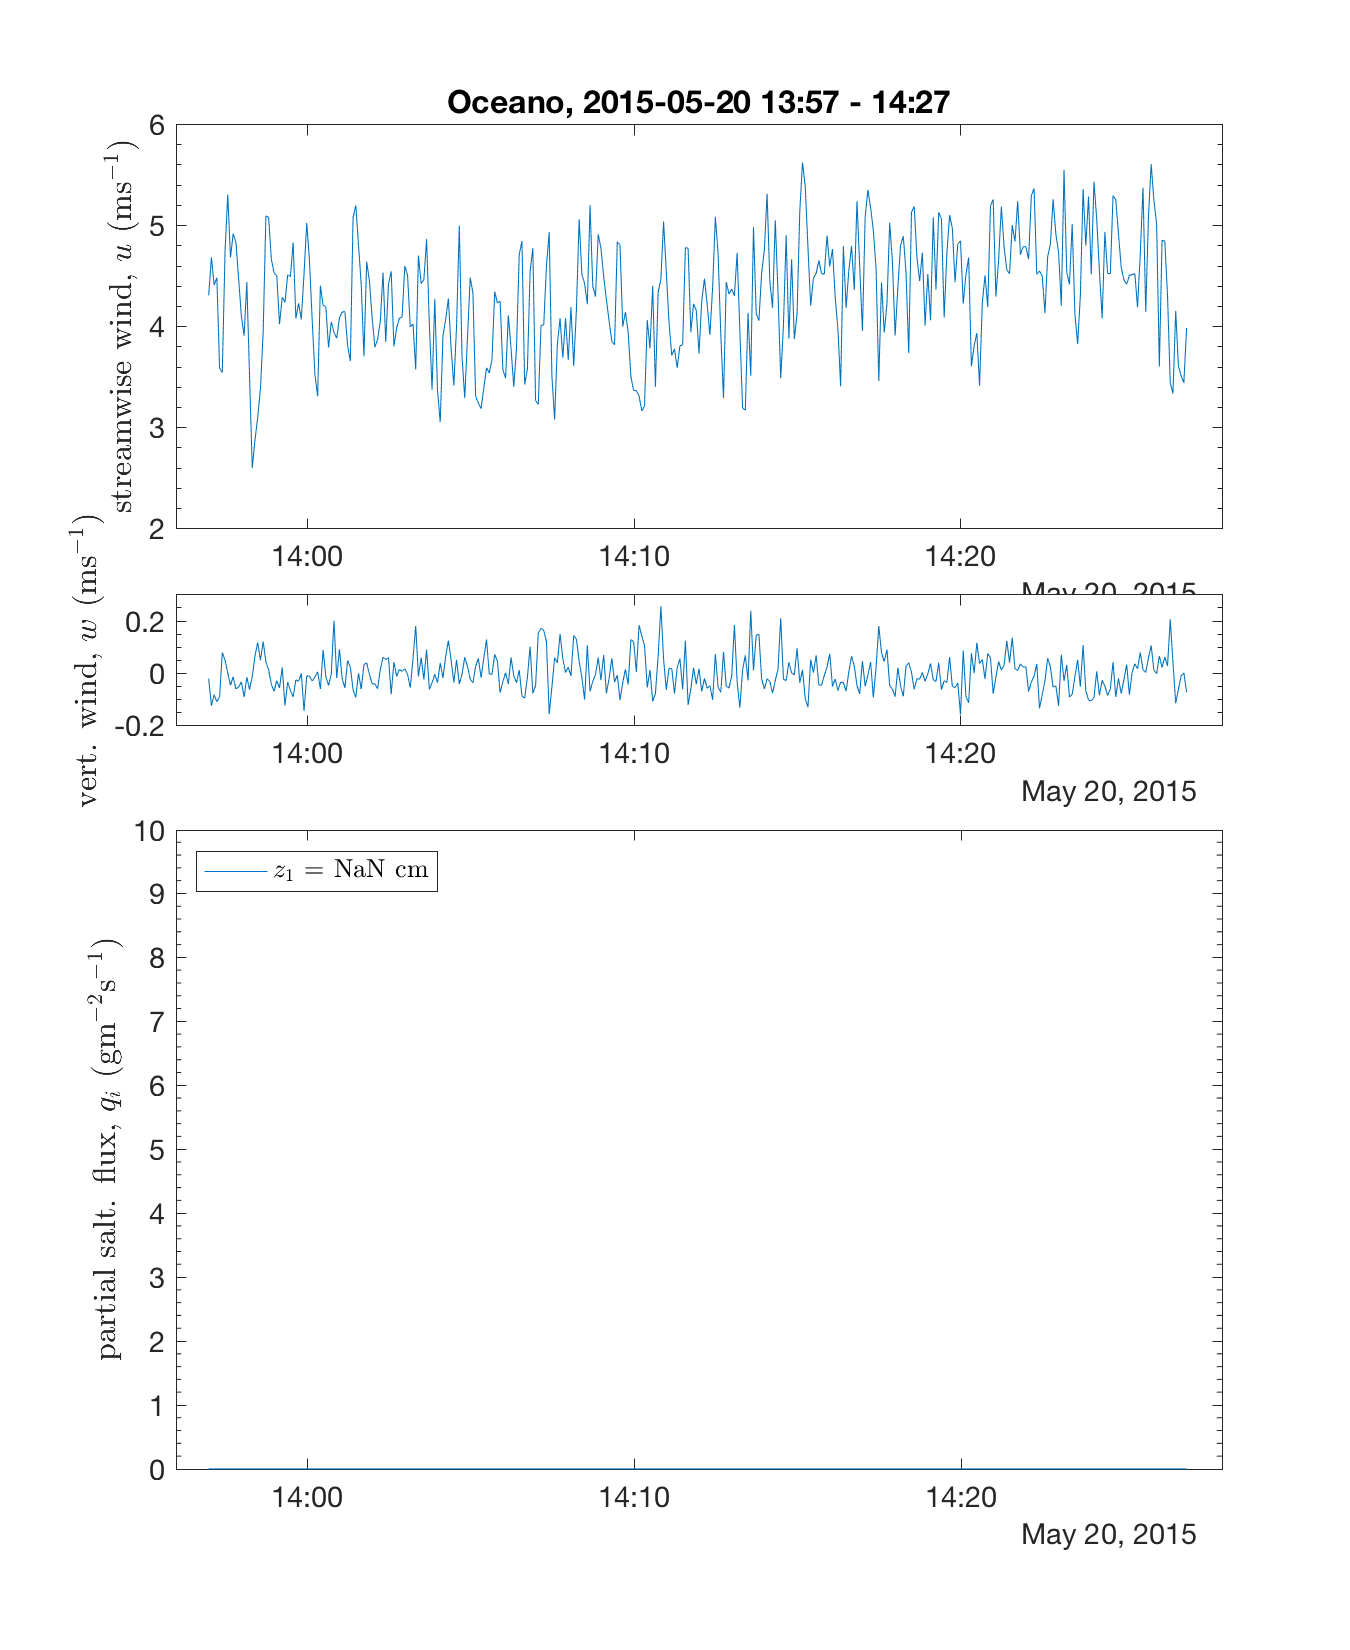 Oceano, 2015-05-20 13:57 - 14:27
streamwise wind, u (ms⁻¹)
6
5
4
3
2
14:00 14:10 14:20
May 20, 2015
vert. wind, w (ms⁻¹)
0.2
0
-0.2
14:00 14:10 14:20
May 20, 2015
partial salt. flux, qᵢ (gm⁻²s⁻¹)
10
9
8
7
6
5
4
3
2
1
0
z₁ = NaN cm
14:00 14:10 14:20
May 20, 2015